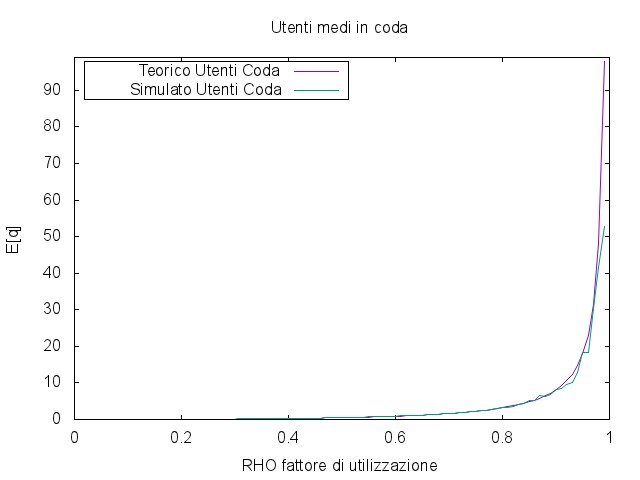 Utenti medi in coda
Teorico Utenti Coda
Simulato Utenti Coda
90
80
70
60
50
40
30
20
10
0
E[q]
0 0.2 0.4 0.6 0.8 1
RHO fattore di utilizzazione